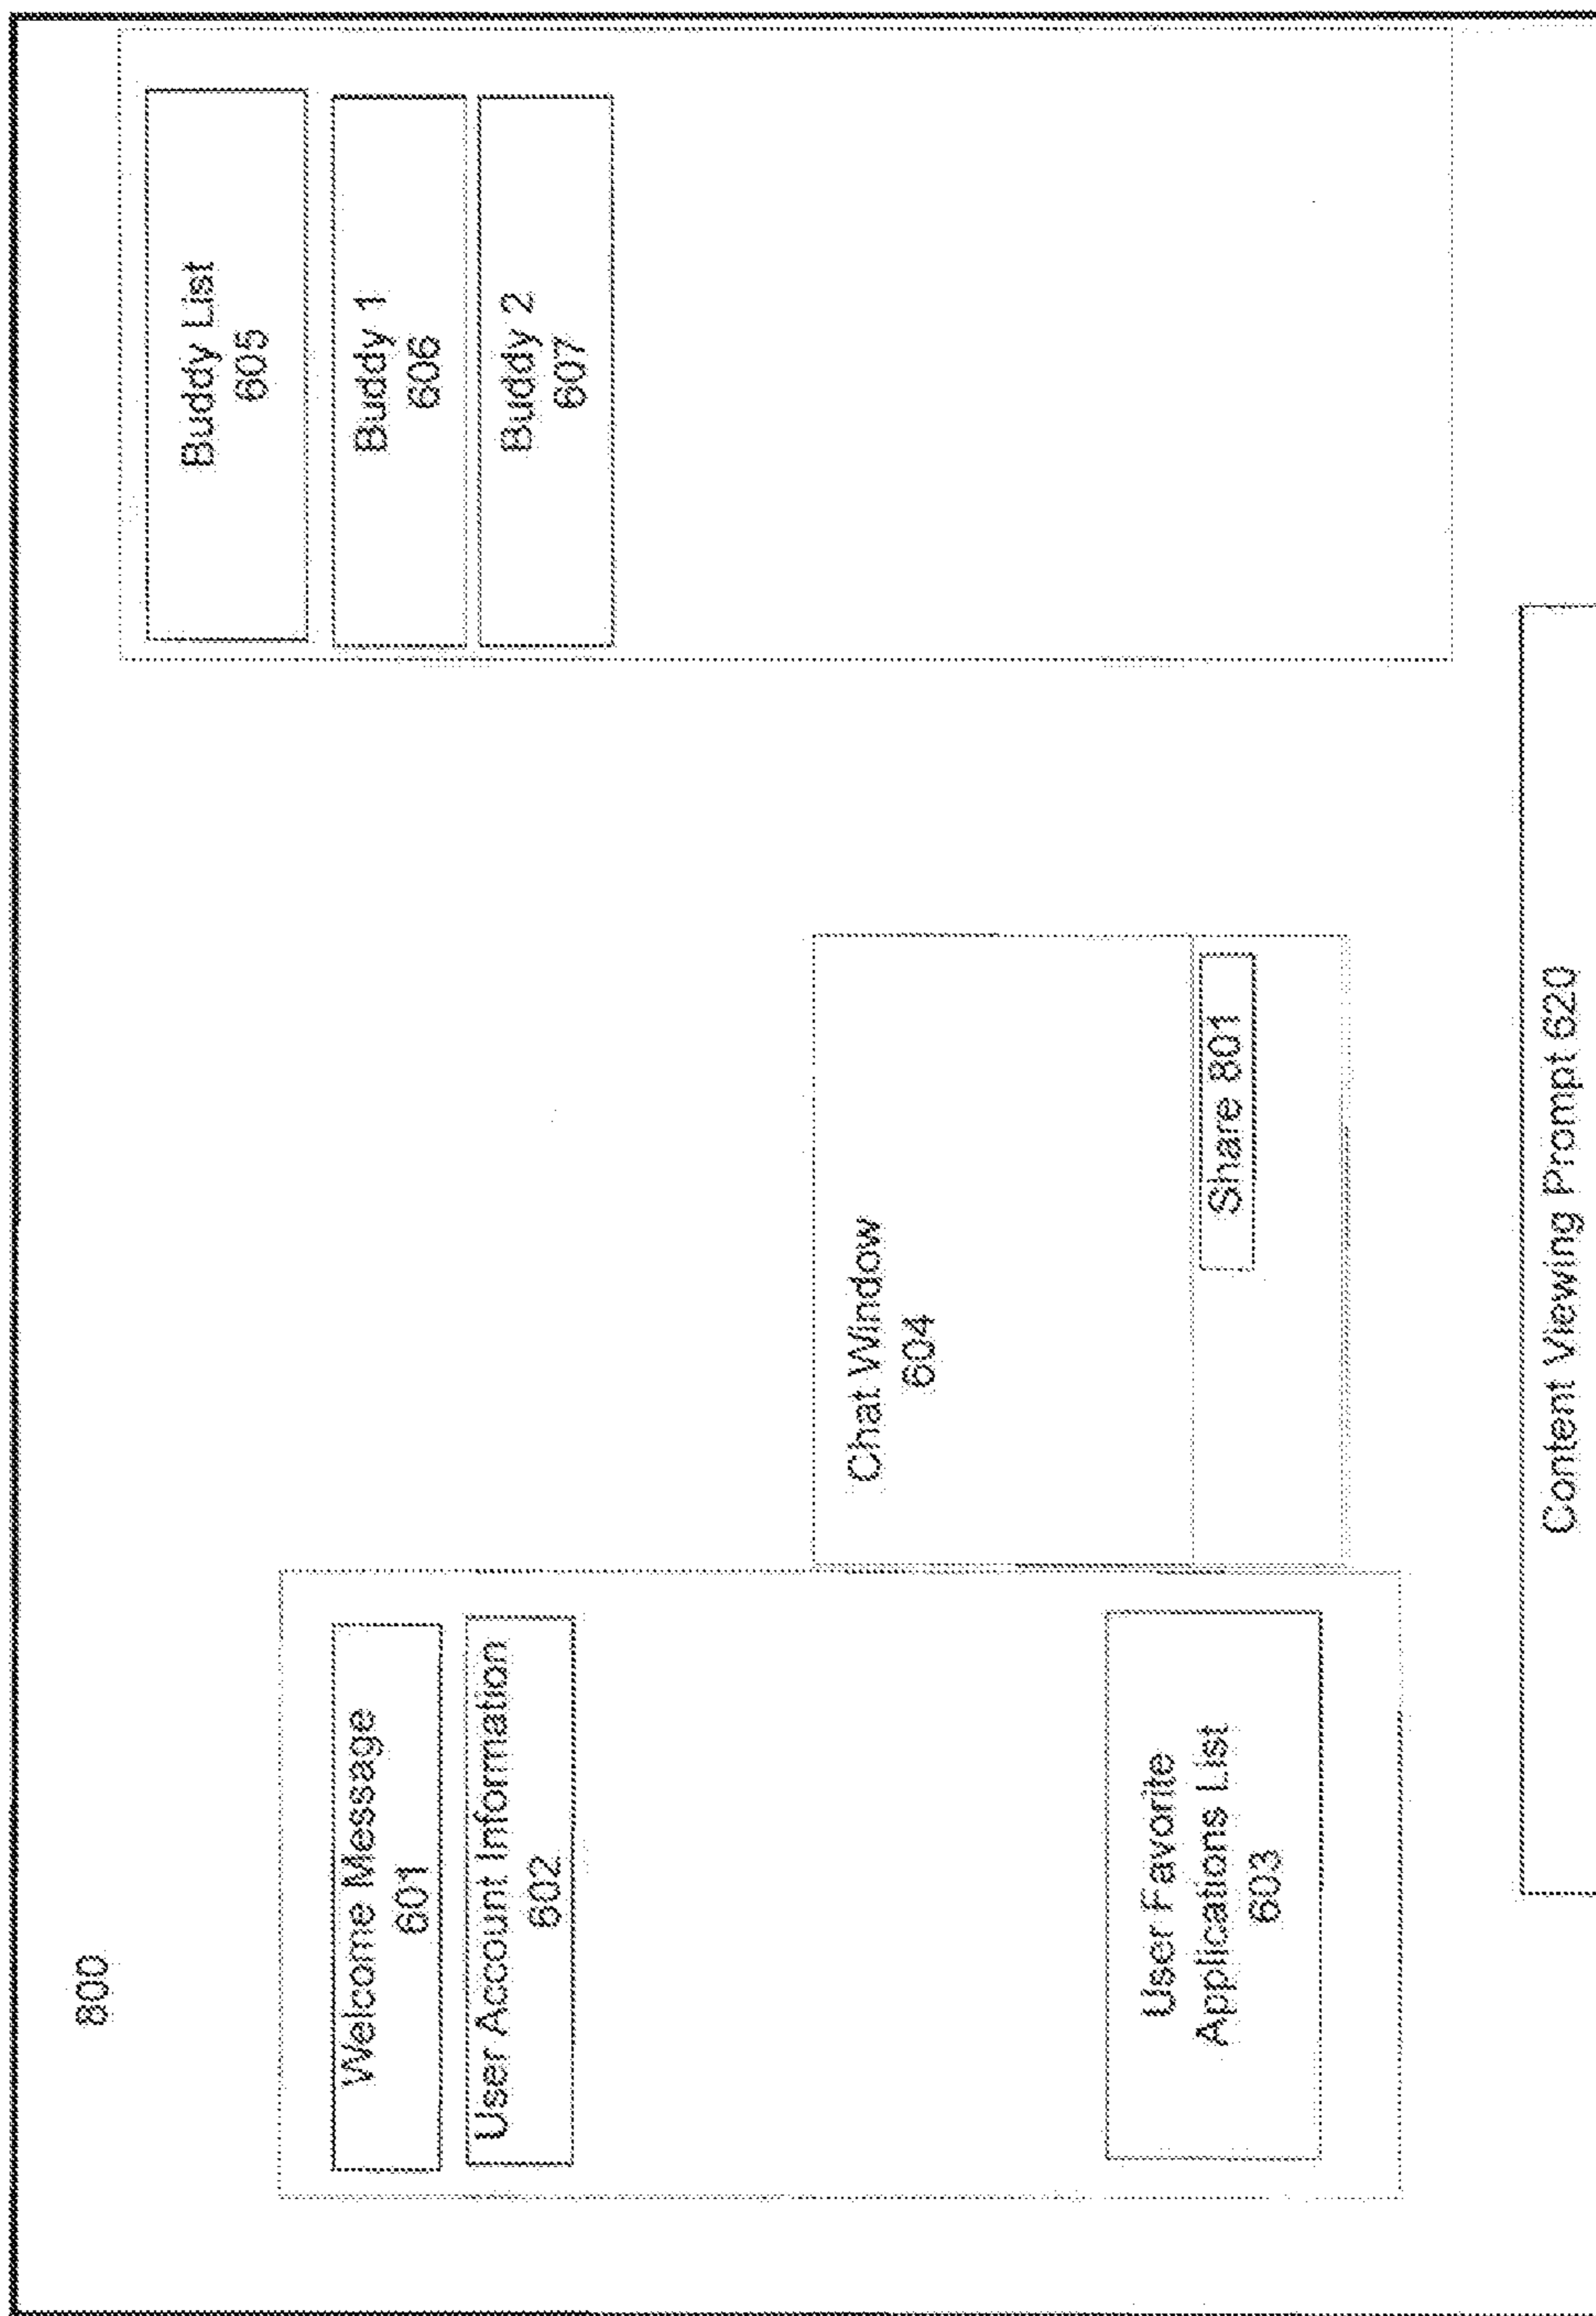 800
Welcome Message
601
User Account Information
602
User Favorite
Applications List
603
Chat Window
604
Share 801
Buddy List
605
Buddy 1
606
Buddy 2
607
Content Viewing Prompt 620